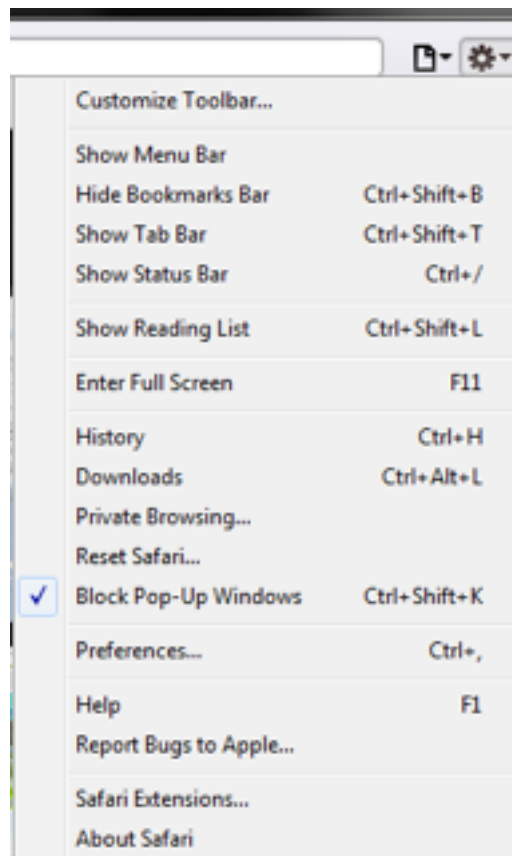 Customize Toolbar...
Show Menu Bar
Hide Bookmarks Bar Ctrl+Shift+B
Show Tab Bar Ctrl+Shift+T
Show Status Bar Ctrl+/
Show Reading List Ctrl+Shift+L
Enter Full Screen F11
History Ctrl+H
Downloads Ctrl+Alt+L
Private Browsing...
Reset Safari...
Block Pop-Up Windows Ctrl+Shift+K
Preferences... Ctrl+,
Help F1
Report Bugs to Apple...
Safari Extensions...
About Safari